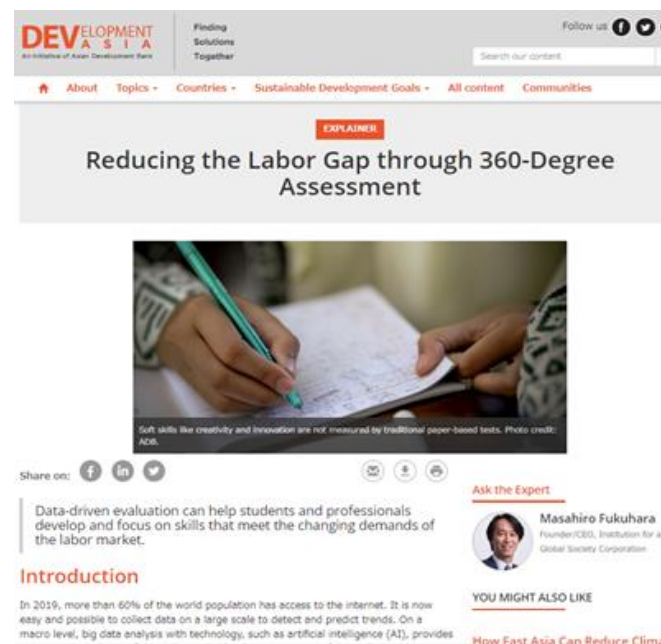 DEVELOPMENT
ASIA
An Initiative of Asian Development Bank
Finding
Solutions
Together
Follow us
Search our content
About Topics Countries Sustainable Development Goals All content Communities
EXPLAINER
Reducing the Labor Gap through 360-Degree
Assessment
Soft skills like creativity and innovation are not measured by traditional paper-based tests. Photo credit:
ADB.
Share on:
Data-driven evaluation can help students and professionals
develop and focus on skills that meet the changing demands of
the labor market.
Introduction
In 2019, more than 60% of the world population has access to the internet. It is now
easy and possible to collect data on a large scale to detect and predict trends. On a
macro level, big data analysis with technology, such as artificial intelligence (AI), provides
Ask the Expert
Masahiro Fukuhara
Founder/CEO, Institution for a
Global Society Corporation
YOU MIGHT ALSO LIKE
How East Asia Can Reduce Clima